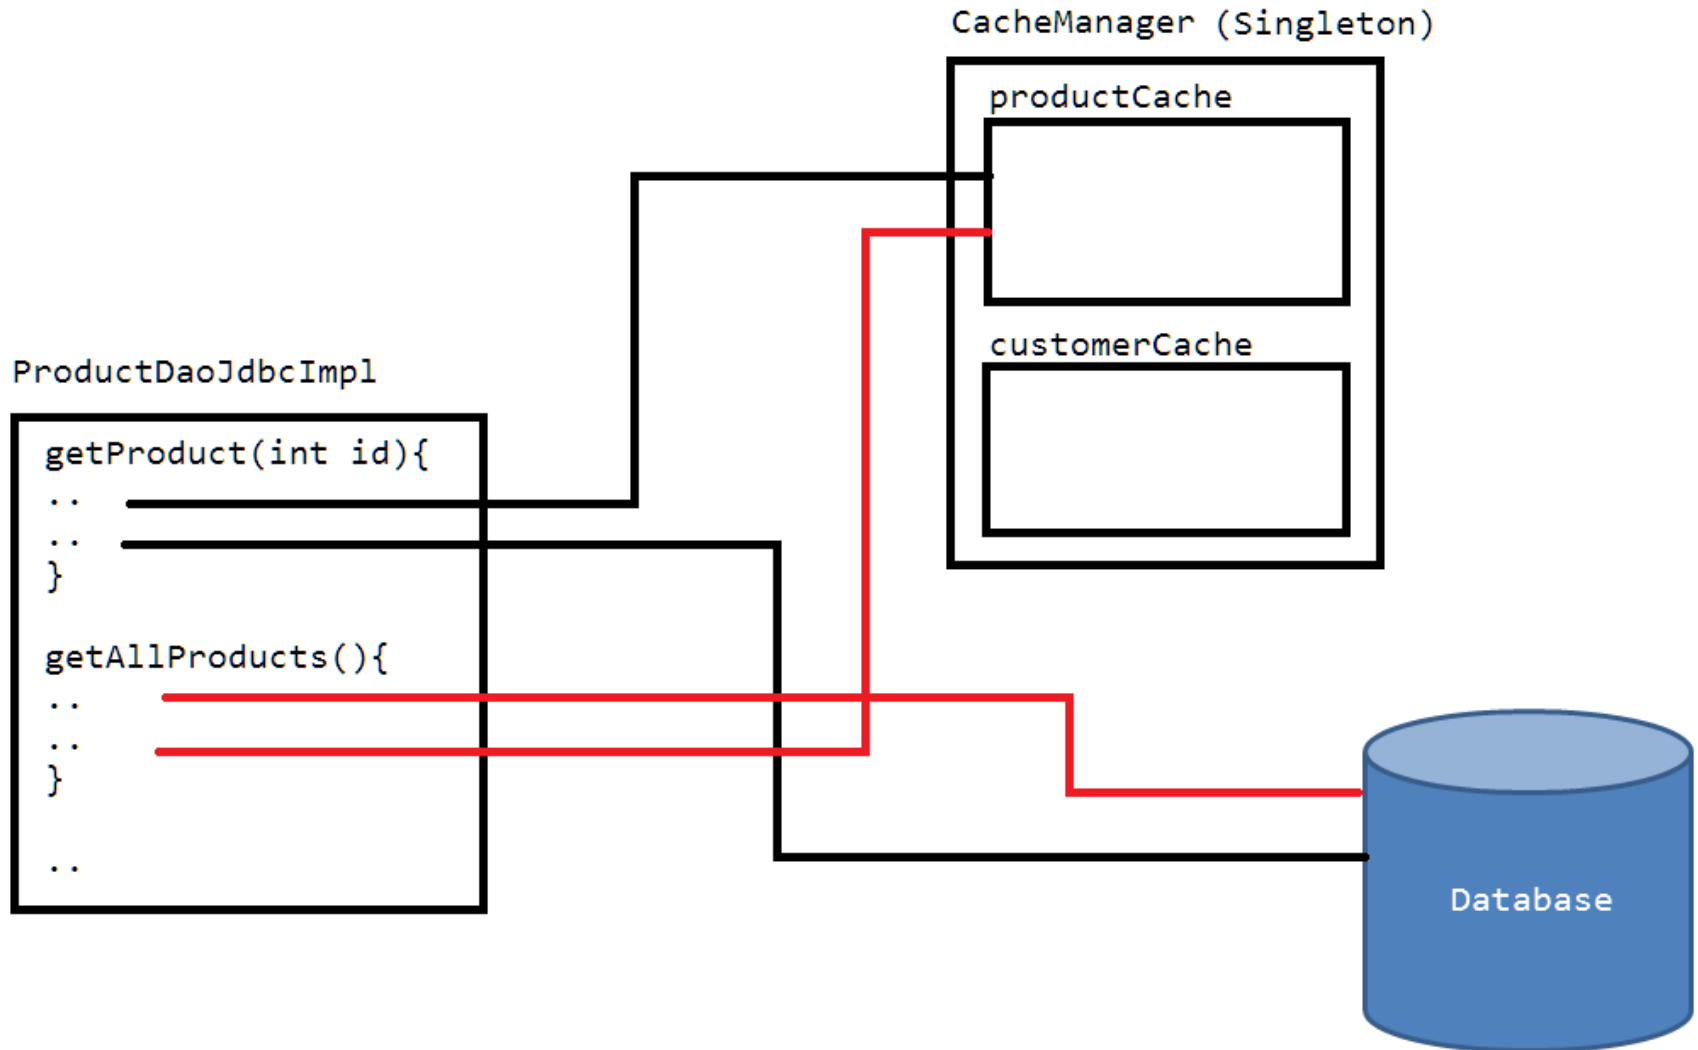 CacheManager (Singleton)
productCache
customerCache
ProductDaoJdbcImpl
getProduct(int id){
..
..
}
getAllProducts(){
..
..
}
..
Database